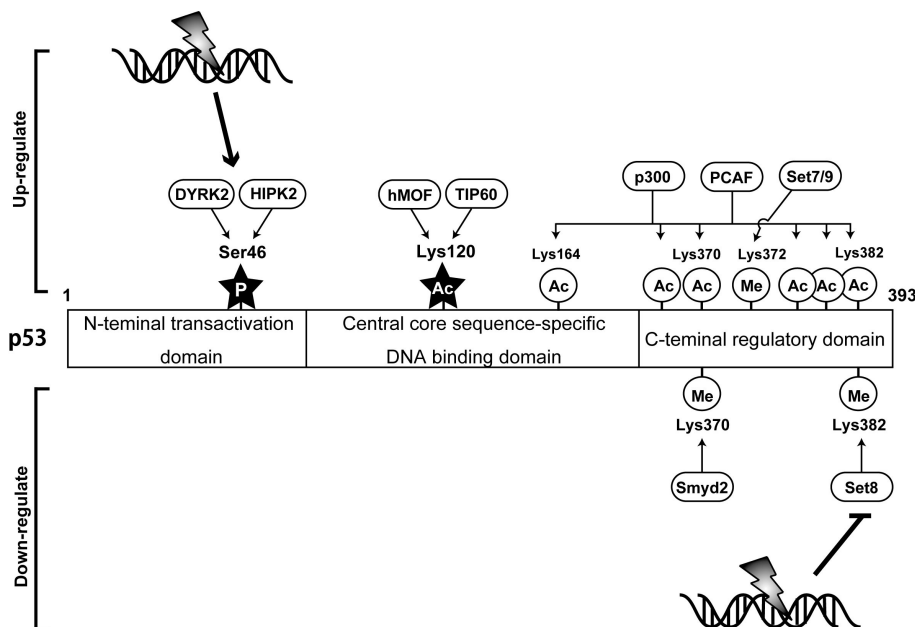 Up-regulate
DYRK2
HIPK2
hMOF
TIP60
p300
PCAF
Set7/9
Ser46
Lys120
Lys164
Lys370
Lys372
Lys382
P
Ac
Ac
Ac
Ac
Me
Ac
Ac
Ac
1
393
p53
N-teminal transactivation
domain
Central core sequence-specific
DNA binding domain
C-teminal regulatory domain
Me
Me
Lys370
Lys382
Smyd2
Set8
Down-regulate